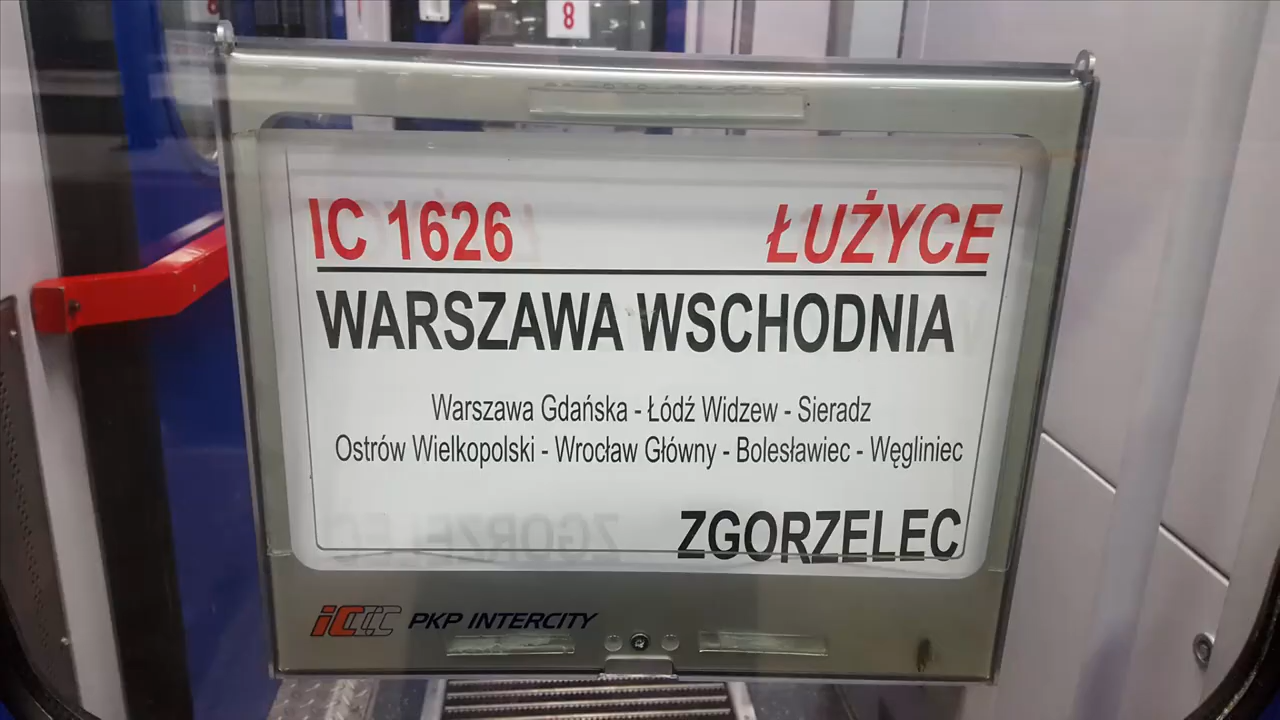 8
IC 1626 ŁUŻYCE
WARSZAWA WSCHODNIA
Warszawa Gdańska - Łódź Widzew - Sieradz
Ostrów Wielkopolski - Wrocław Główny - Bolesławiec - Węgliniec
ZGORZELEC
iC PKP INTERCITY